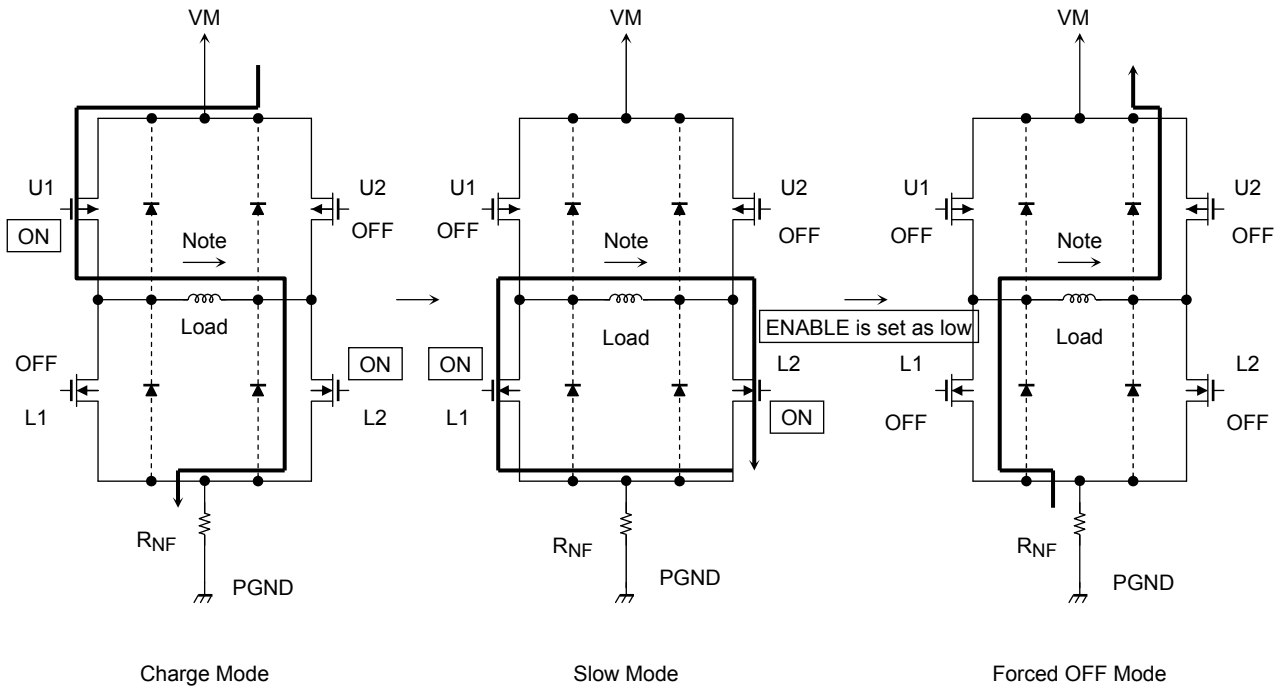 VM
U1
ON
U2
OFF
Note
Load
OFF
L1
ON
L2
RNF
PGND
Charge Mode
VM
U1
OFF
U2
OFF
Note
Load
ON
L1
L2
ON
RNF
PGND
Slow Mode
ENABLE is set as low
VM
U1
OFF
U2
OFF
Note
Load
L1
OFF
L2
OFF
RNF
PGND
Forced OFF Mode